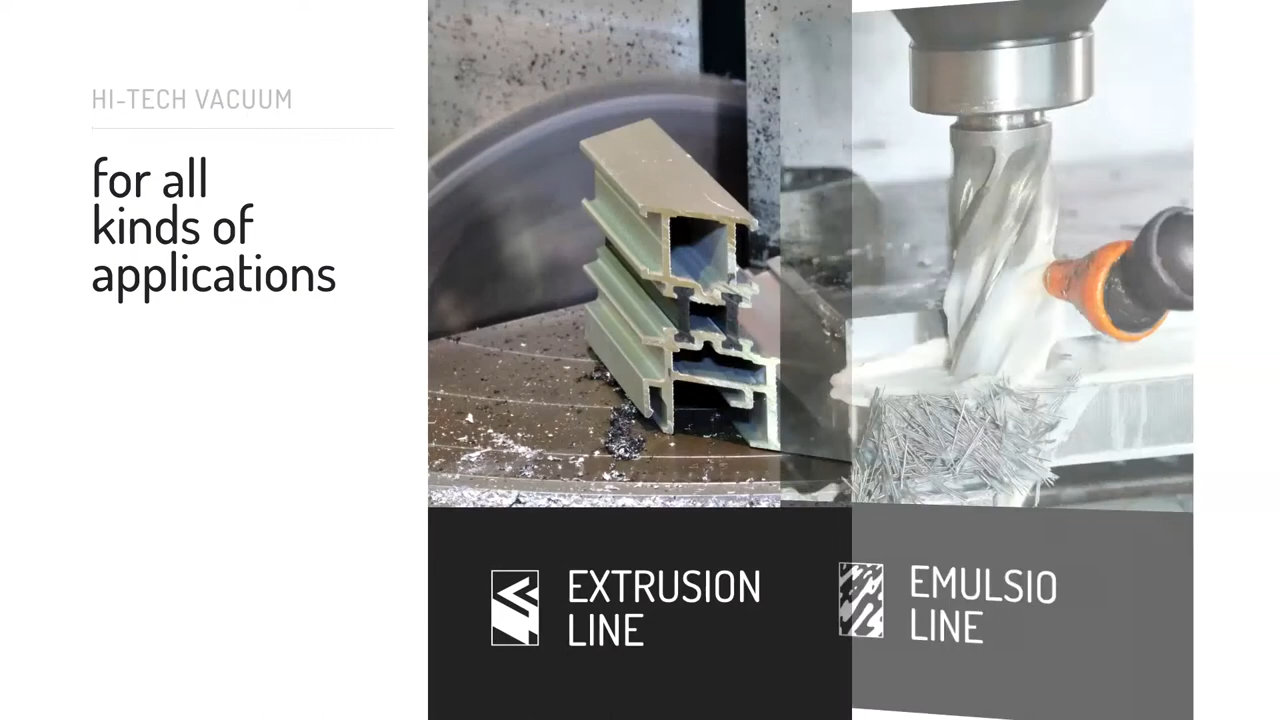 HI-TECH VACUUM
for all
kinds of
applications
EXTRUSION
LINE
EMULSIO
LINE